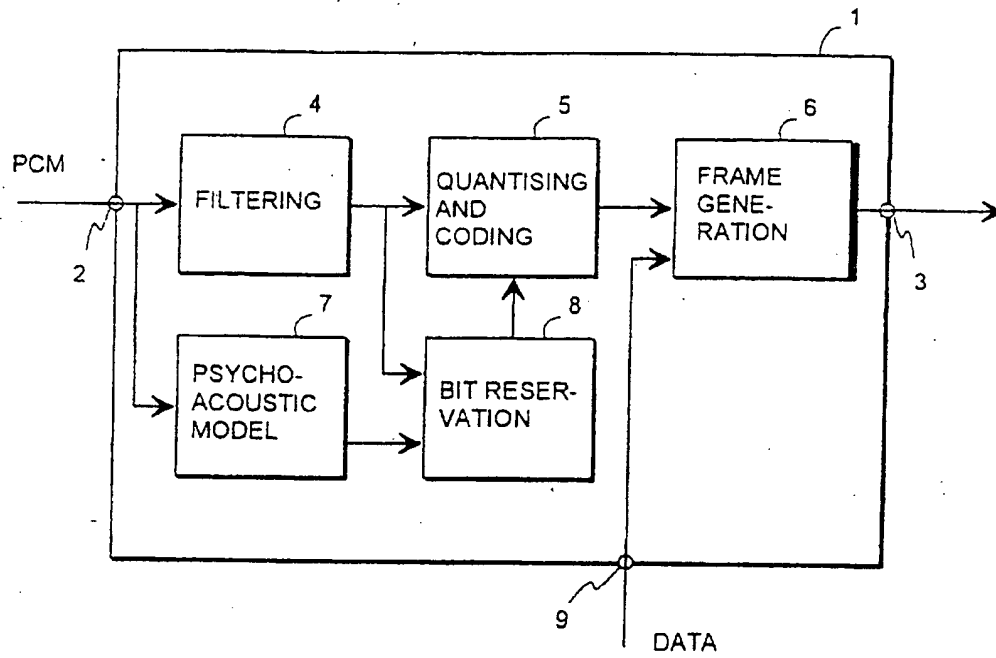 1
4
5
6
PCM
FILTERING
QUANTISING
AND
CODING
FRAME
GENE-
RATION
2
3
7
8
PSYCHO-
ACOUSTIC
MODEL
BIT RESER-
VATION
9
DATA